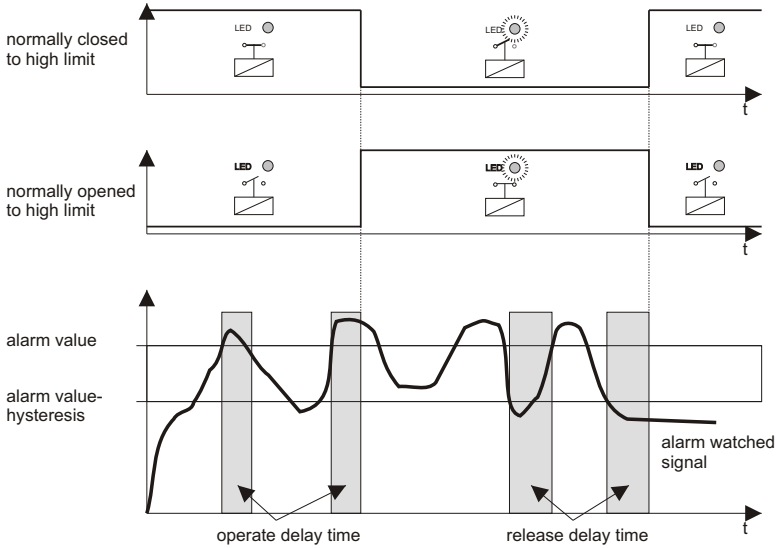 normally closed
to high limit
LED
LED
LED
t
normally opened
to high limit
LED
LED
LED
t
alarm value
alarm value-
hysteresis
alarm watched
signal
operate delay time
release delay time
t